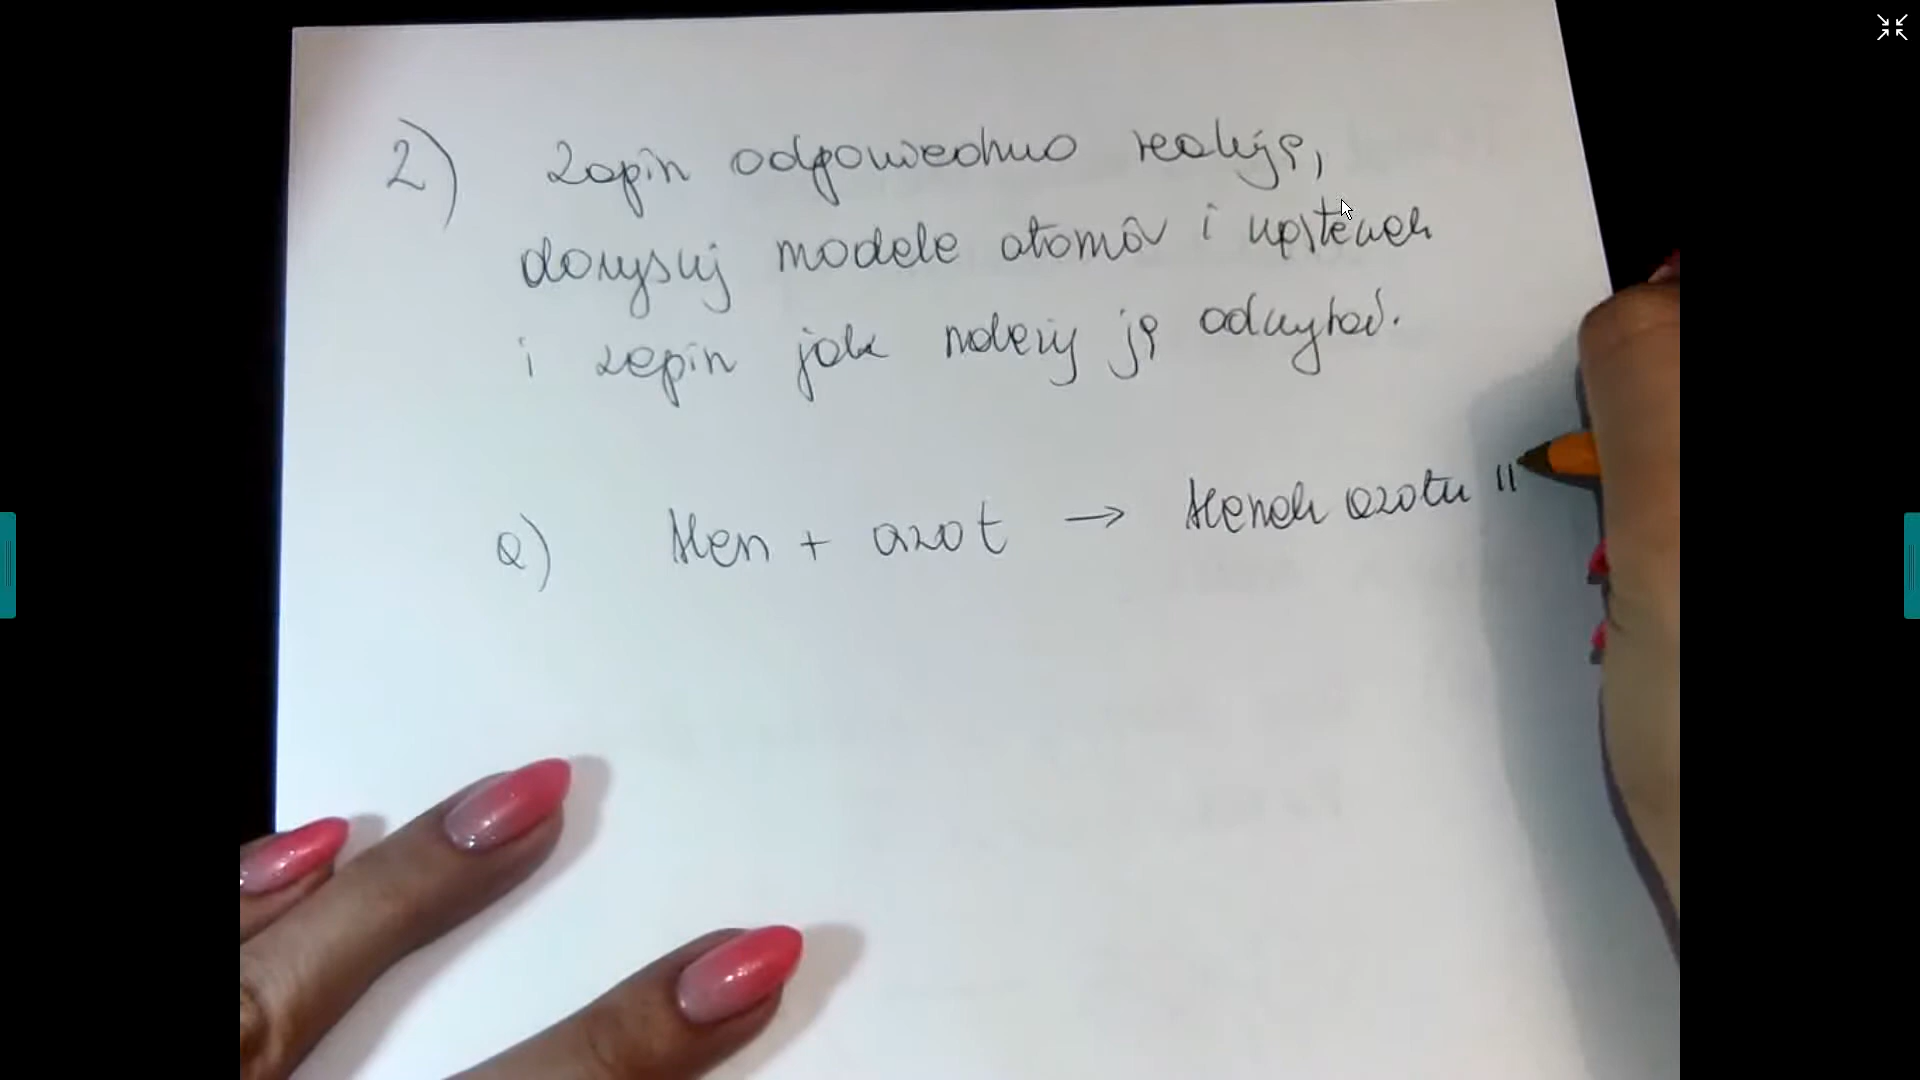 2) Zapisz odpowiednio reakcję,
dorysuj modele atomów i cząsteczek
i zapisz jak należy ją odczytać.
a) tlen + azot → tlenek azotu II